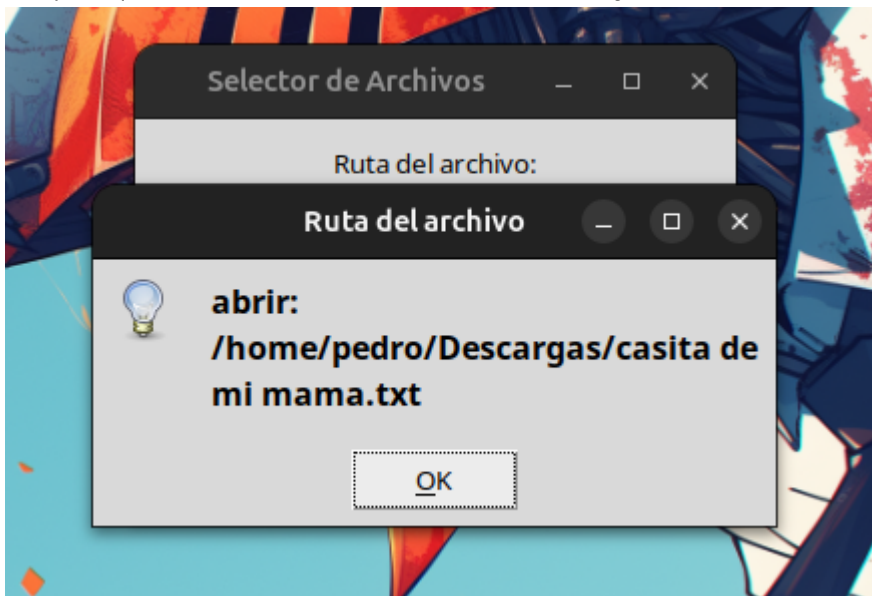 Selector de Archivos
Ruta del archivo:
Ruta del archivo
abrir:
/home/pedro/Descargas/casita de
mi mama.txt
OK